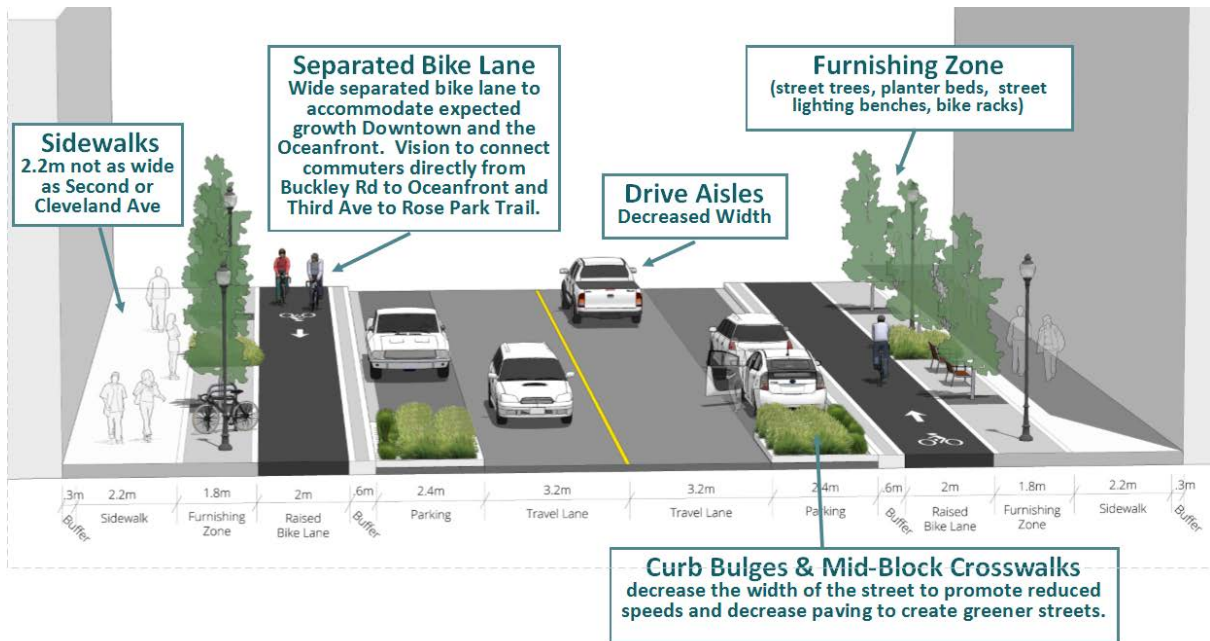 Separated Bike Lane
Wide separated bike lane to
accommodate expected
growth Downtown and the
Oceanfront.  Vision to connect
commuters directly from
Buckley Rd to Oceanfront and
Third Ave to Rose Park Trail.
Furnishing Zone
(street trees, planter beds,  street
lighting benches, bike racks)
Sidewalks
2.2m not as wide
as Second or
Cleveland Ave
Drive Aisles
Decreased Width
.3m
2.2m
1.8m
2m
.6m
2.4m
3.2m
3.2m
2.4m
.6m
2m
1.8m
2.2m
.3m
Buffer
Sidewalk
Furnishing
Zone
Raised
Bike Lane
Buffer
Parking
Travel Lane
Travel Lane
Parking
Buffer
Raised
Bike Lane
Furnishing
Zone
Sidewalk
Buffer
Curb Bulges & Mid-Block Crosswalks
decrease the width of the street to promote reduced
speeds and decrease paving to create greener streets.